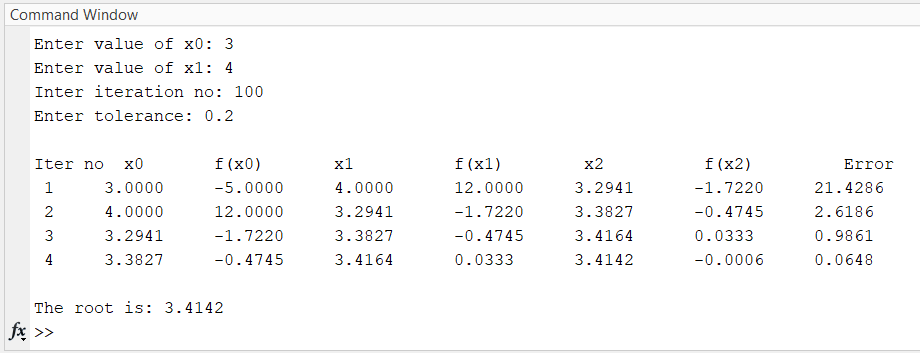 Command Window
Enter value of x0: 3
Enter value of x1: 4
Inter iteration no: 100
Enter tolerance: 0.2
Iter no x0 f(x0) x1 f(x1) x2 f(x2) Error
1 3.0000 -5.0000 4.0000 12.0000 3.2941 -1.7220 21.4286
2 4.0000 12.0000 3.2941 -1.7220 3.3827 -0.4745 2.6186
3 3.2941 -1.7220 3.3827 -0.4745 3.4164 0.0333 0.9861
4 3.3827 -0.4745 3.4164 0.0333 3.4142 -0.0006 0.0648
The root is: 3.4142
fx >>